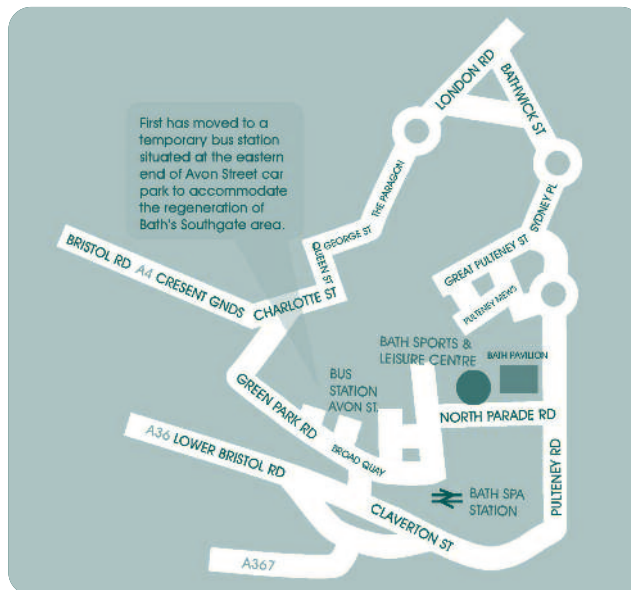 LONDON RD
BATHWICK ST
First has moved to a
temporary bus station
situated at the eastern
end of Avon Street car
park to accommodate
the regeneration of
Bath's Southgate area.
THE PARAGON
SYDNEY PL
GEORGE ST
QUEEN ST
GREAT PULTENEY ST
BRISTOL RD A4 CRESENT GNDS
CHARLOTTE ST
PULTENEY MEWS
BATH SPORTS &
LEISURE CENTRE
BATH PAVILION
BUS
STATION
AVON ST.
GREEN PARK RD
NORTH PARADE RD
BROAD QUAY
A36 LOWER BRISTOL RD
PULTENEY RD
BATH SPA
STATION
CLAVERTON ST
A367